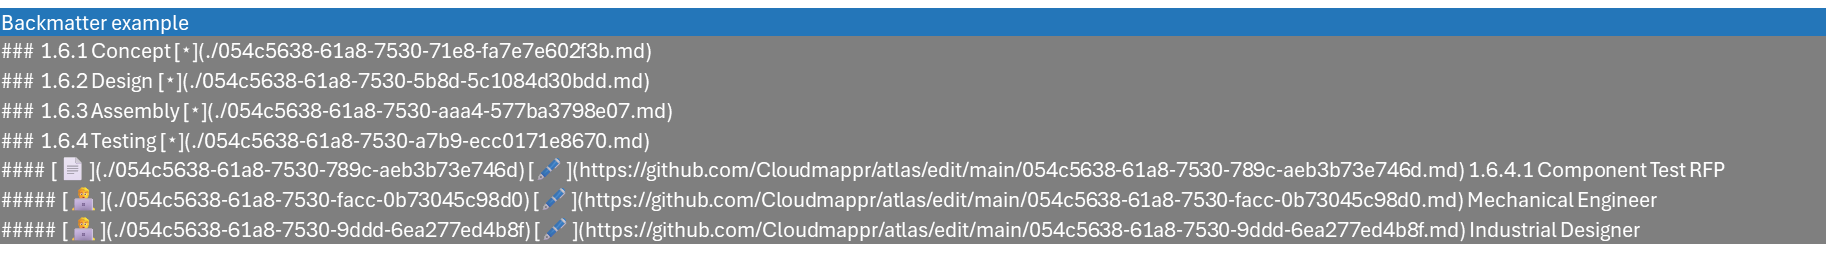 Backmatter example
### 1.6.1 Concept [⋆](./054c5638-61a8-7530-71e8-fa7e7e602f3b.md)
### 1.6.2 Design [⋆](./054c5638-61a8-7530-5b8d-5c1084d30bdd.md)
### 1.6.3 Assembly [⋆](./054c5638-61a8-7530-aaa4-577ba3798e07.md)
### 1.6.4 Testing [⋆](./054c5638-61a8-7530-a7b9-ecc0171e8670.md)
#### [📄](./054c5638-61a8-7530-789c-aeb3b73e746d)[🖊️](https://github.com/Cloudmappr/atlas/edit/main/054c5638-61a8-7530-789c-aeb3b73e746d.md) 1.6.4.1 Component Test RFP
##### [🧑‍💻](./054c5638-61a8-7530-facc-0b73045c98d0)[🖊️](https://github.com/Cloudmappr/atlas/edit/main/054c5638-61a8-7530-facc-0b73045c98d0.md) Mechanical Engineer
##### [🧑‍💻](./054c5638-61a8-7530-9ddd-6ea277ed4b8f)[🖊️](https://github.com/Cloudmappr/atlas/edit/main/054c5638-61a8-7530-9ddd-6ea277ed4b8f.md) Industrial Designer